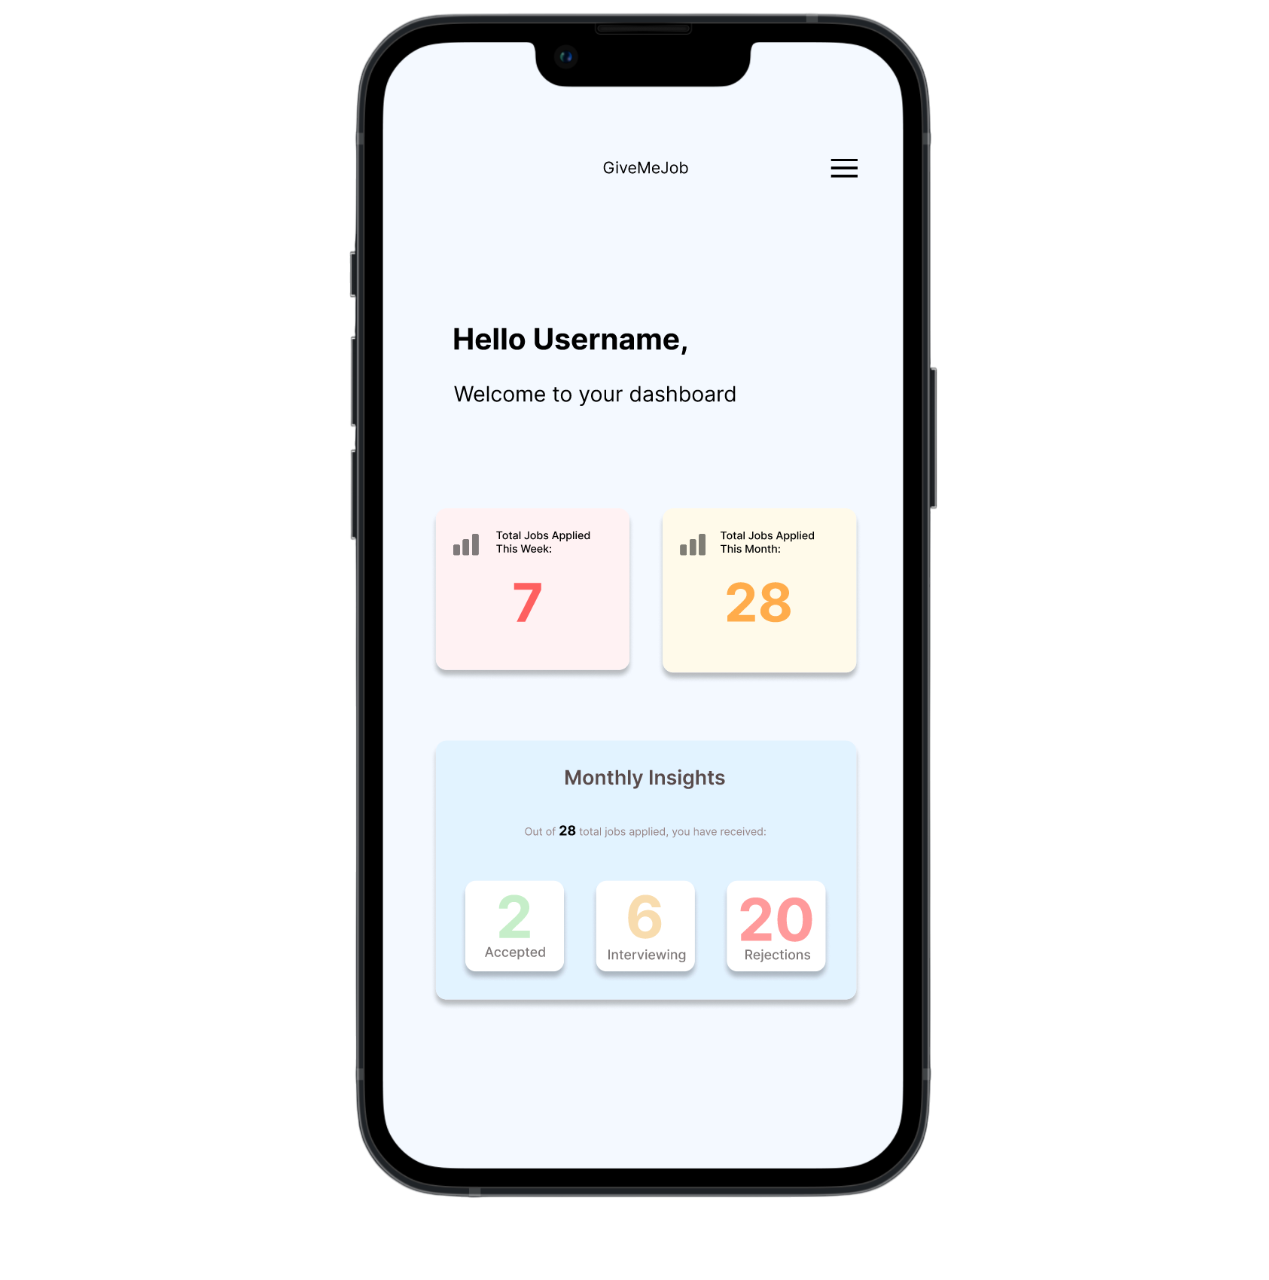 GiveMeJob
Hello Username,
Welcome to your dashboard
Total Jobs Applied
This Week:
7
Total Jobs Applied
This Month:
28
Monthly Insights
Out of 28 total jobs applied, you have received:
2
Accepted
6
Interviewing
20
Rejections